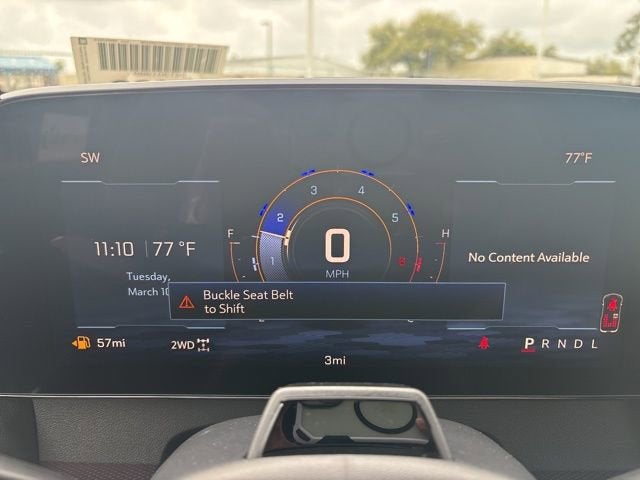 SW
77°F
3
4
2
5
F
H
11:10
77 °F
1
0
6
MPH
No Content Available
Tuesday,
March 10
Buckle Seat Belt
to Shift
57mi
2WD
P R N D L
3mi